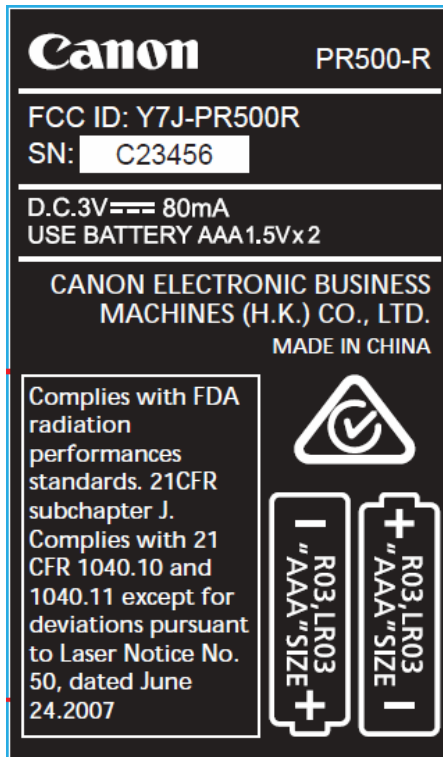 Canon PR500-R
FCC ID: Y7J-PR500R
SN: C23456
D.C.3V⎓ 80mA
USE BATTERY AAA1.5Vx2
CANON ELECTRONIC BUSINESS
MACHINES (H.K.) CO., LTD.
MADE IN CHINA
Complies with FDA
radiation
performances
standards. 21CFR
subchapter J.
Complies with 21
CFR 1040.10 and
1040.11 except for
deviations pursuant
to Laser Notice No.
50, dated June
24.2007
− R03,LR03 +
"AAA"SIZE
+ R03,LR03 −
"AAA"SIZE